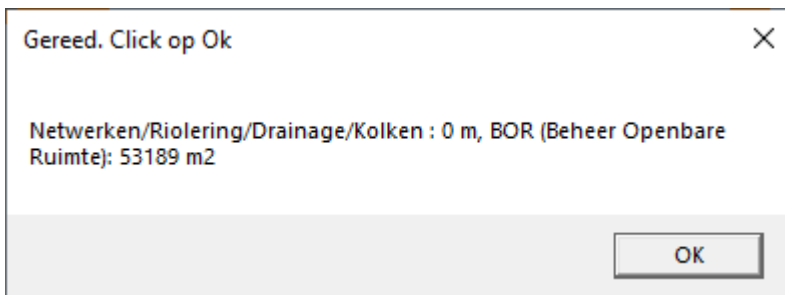 Gereed. Click op Ok
Netwerken/Riolering/Drainage/Kolken : 0 m, BOR (Beheer Openbare
Ruimte): 53189 m2
OK